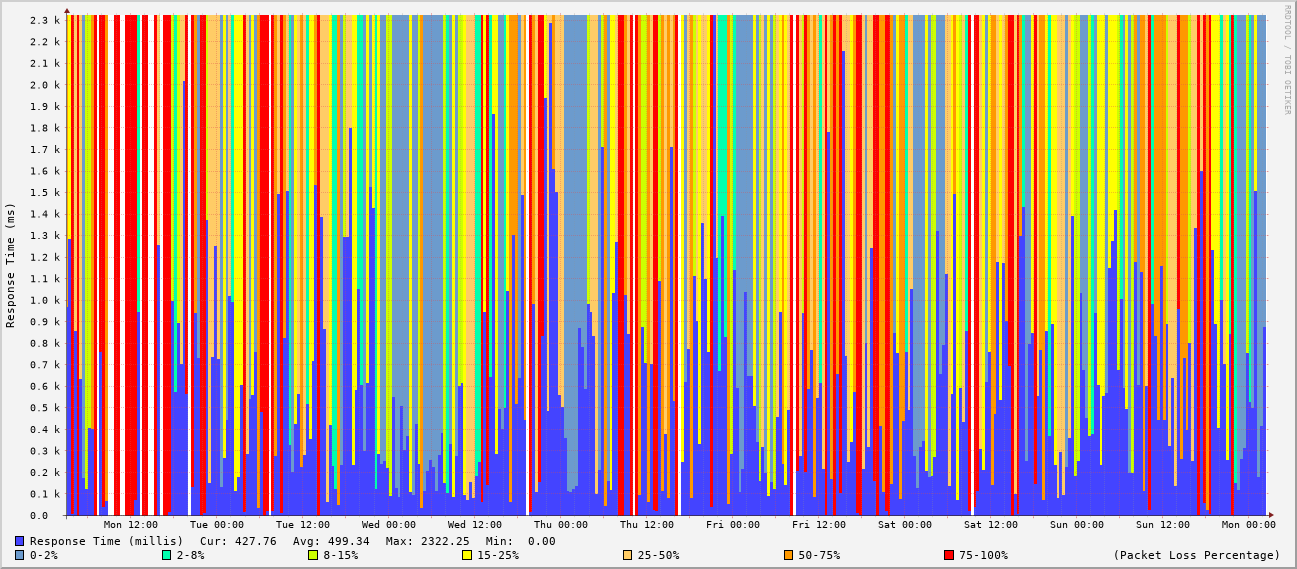 RRDTOOL / TOBI OETIKER
Response Time (ms)
2.3 k
2.2 k
2.1 k
2.0 k
1.9 k
1.8 k
1.7 k
1.6 k
1.5 k
1.4 k
1.3 k
1.2 k
1.1 k
1.0 k
0.9 k
0.8 k
0.7 k
0.6 k
0.5 k
0.4 k
0.3 k
0.2 k
0.1 k
0.0
Mon 12:00 Tue 00:00 Tue 12:00 Wed 00:00 Wed 12:00 Thu 00:00 Thu 12:00 Fri 00:00 Fri 12:00 Sat 00:00 Sat 12:00 Sun 00:00 Sun 12:00 Mon 00:00
Response Time (millis) Cur: 427.76 Avg: 499.34 Max: 2322.25 Min: 0.00
0-2% 2-8% 8-15% 15-25% 25-50% 50-75% 75-100% (Packet Loss Percentage)